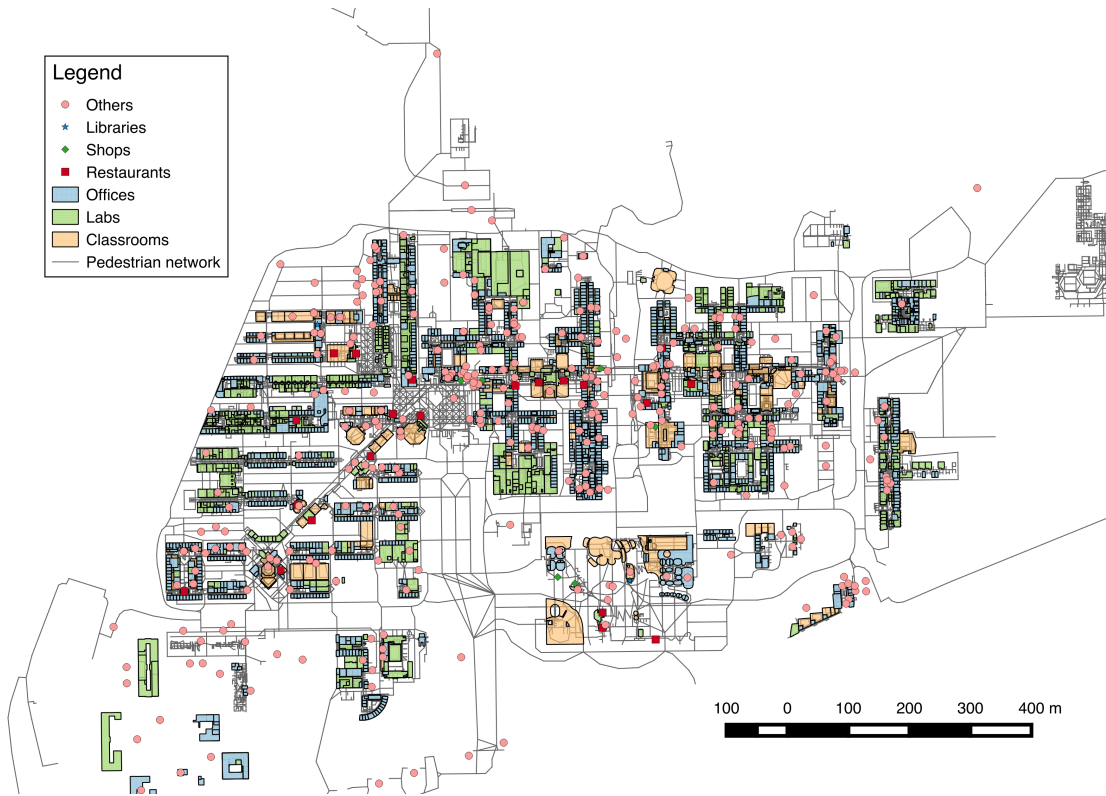 Legend
Others
Libraries
Shops
Restaurants
Offices
Labs
Classrooms
Pedestrian network
100 0 100 200 300 400 m